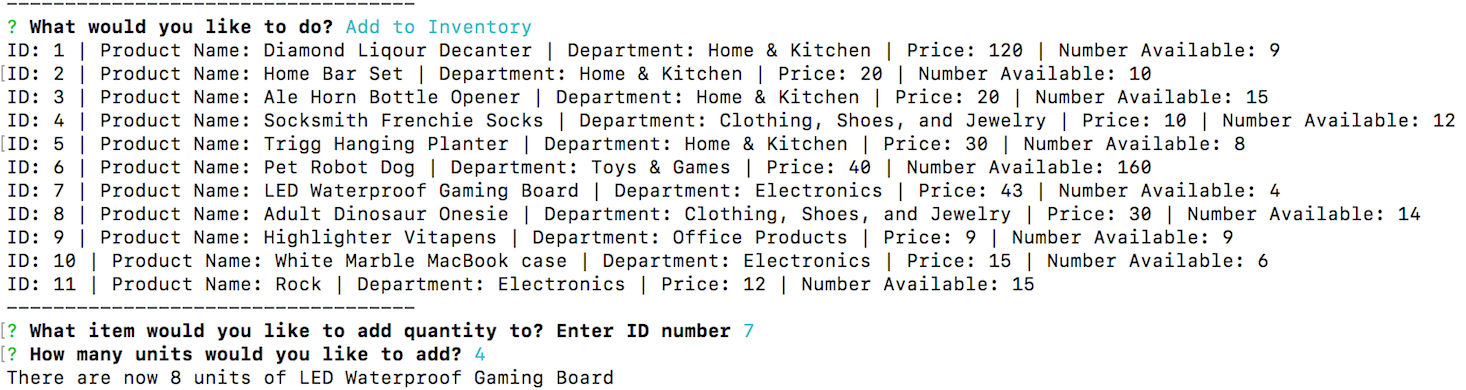 -----------------------------------
? What would you like to do? Add to Inventory
ID: 1 | Product Name: Diamond Liqour Decanter | Department: Home & Kitchen | Price: 120 | Number Available: 9
[ID: 2 | Product Name: Home Bar Set | Department: Home & Kitchen | Price: 20 | Number Available: 10
ID: 3 | Product Name: Ale Horn Bottle Opener | Department: Home & Kitchen | Price: 20 | Number Available: 15
ID: 4 | Product Name: Socksmith Frenchie Socks | Department: Clothing, Shoes, and Jewelry | Price: 10 | Number Available: 12
[ID: 5 | Product Name: Trigg Hanging Planter | Department: Home & Kitchen | Price: 30 | Number Available: 8
ID: 6 | Product Name: Pet Robot Dog | Department: Toys & Games | Price: 40 | Number Available: 160
ID: 7 | Product Name: LED Waterproof Gaming Board | Department: Electronics | Price: 43 | Number Available: 4
ID: 8 | Product Name: Adult Dinosaur Onesie | Department: Clothing, Shoes, and Jewelry | Price: 30 | Number Available: 14
ID: 9 | Product Name: Highlighter Vitapens | Department: Office Products | Price: 9 | Number Available: 9
ID: 10 | Product Name: White Marble MacBook case | Department: Electronics | Price: 15 | Number Available: 6
ID: 11 | Product Name: Rock | Department: Electronics | Price: 12 | Number Available: 15
-----------------------------------
[? What item would you like to add quantity to? Enter ID number 7
[? How many units would you like to add? 4
There are now 8 units of LED Waterproof Gaming Board